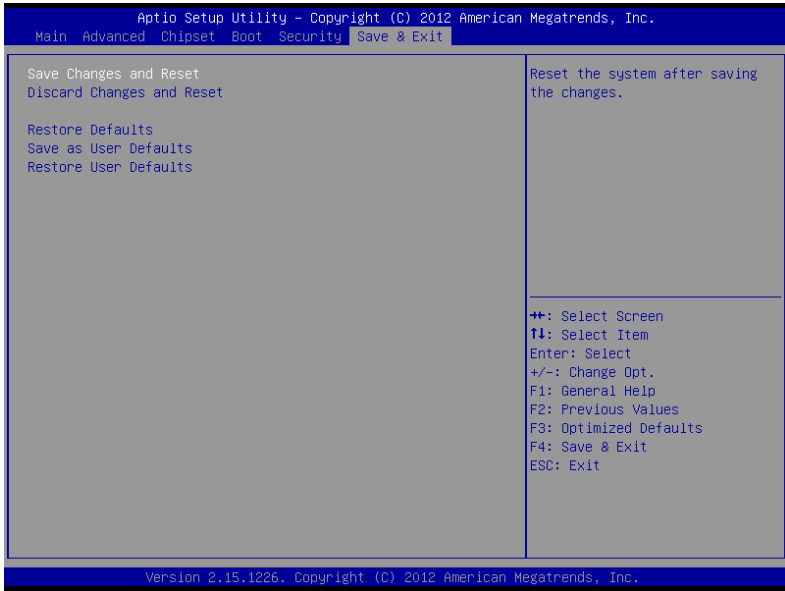 Aptio Setup Utility – Copyright (C) 2012 American Megatrends, Inc.
Main Advanced Chipset Boot Security Save & Exit
Save Changes and Reset
Discard Changes and Reset
Restore Defaults
Save as User Defaults
Restore User Defaults
Reset the system after saving
the changes.
→←: Select Screen
↑↓: Select Item
Enter: Select
+/-: Change Opt.
F1: General Help
F2: Previous Values
F3: Optimized Defaults
F4: Save & Exit
ESC: Exit
Version 2.15.1226. Copyright (C) 2012 American Megatrends, Inc.